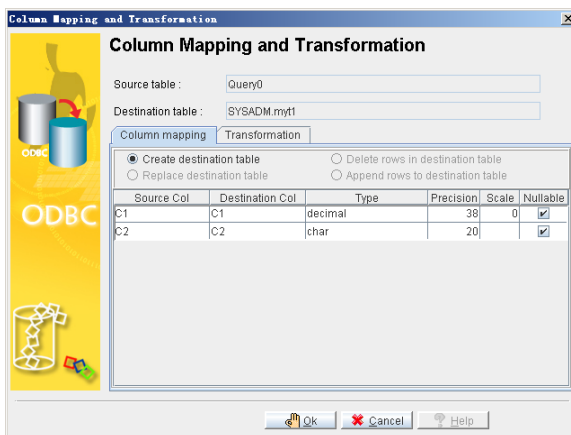 Column Mapping and Transformation
Column Mapping and Transformation
Source table :
Query0
Destination table :
SYSADM.myt1
Column mapping
Transformation
Create destination table
Delete rows in destination table
Replace destination table
Append rows to destination table
Source Col Destination Col Type Precision Scale Nullable
C1 C1 decimal 38 0
C2 C2 char 20
ODBC
ODBC
Ok Cancel Help